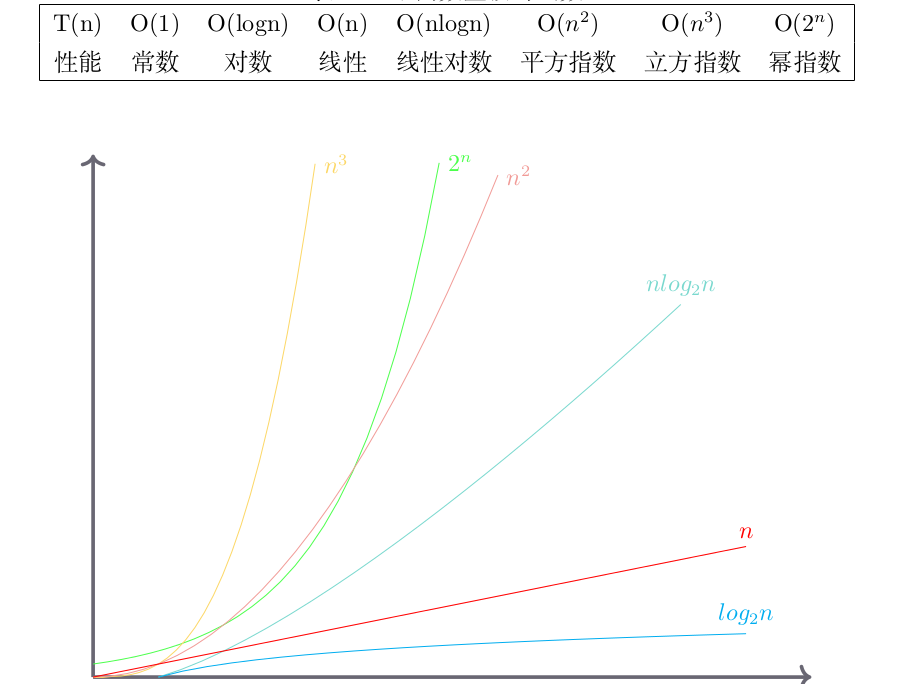 T(n) O(1) O(logn) O(n) O(nlogn) O(n²) O(n³) O(2ⁿ)
性能 常数 对数 线性 线性对数 平方指数 立方指数 幂指数
n³ 2ⁿ n²
nlog₂n
n
log₂n